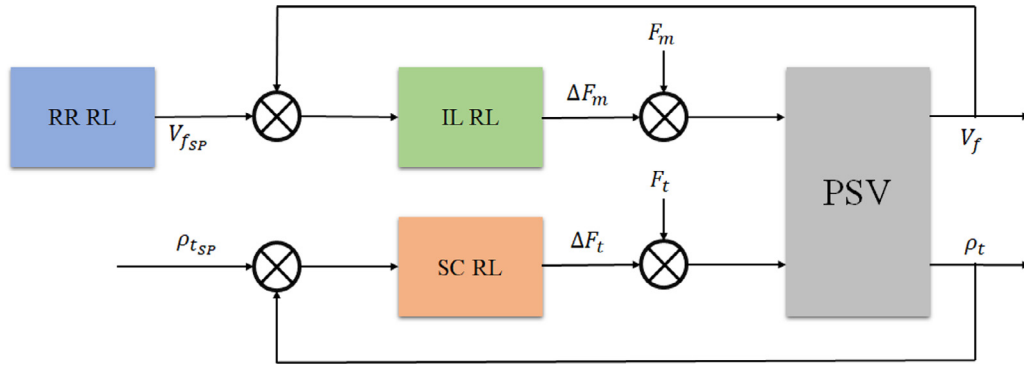 F_m
RR RL
V_{f_{SP}}
IL RL
ΔF_m
V_f
PSV
ρ_{t_{SP}}
SC RL
ΔF_t
F_t
ρ_t